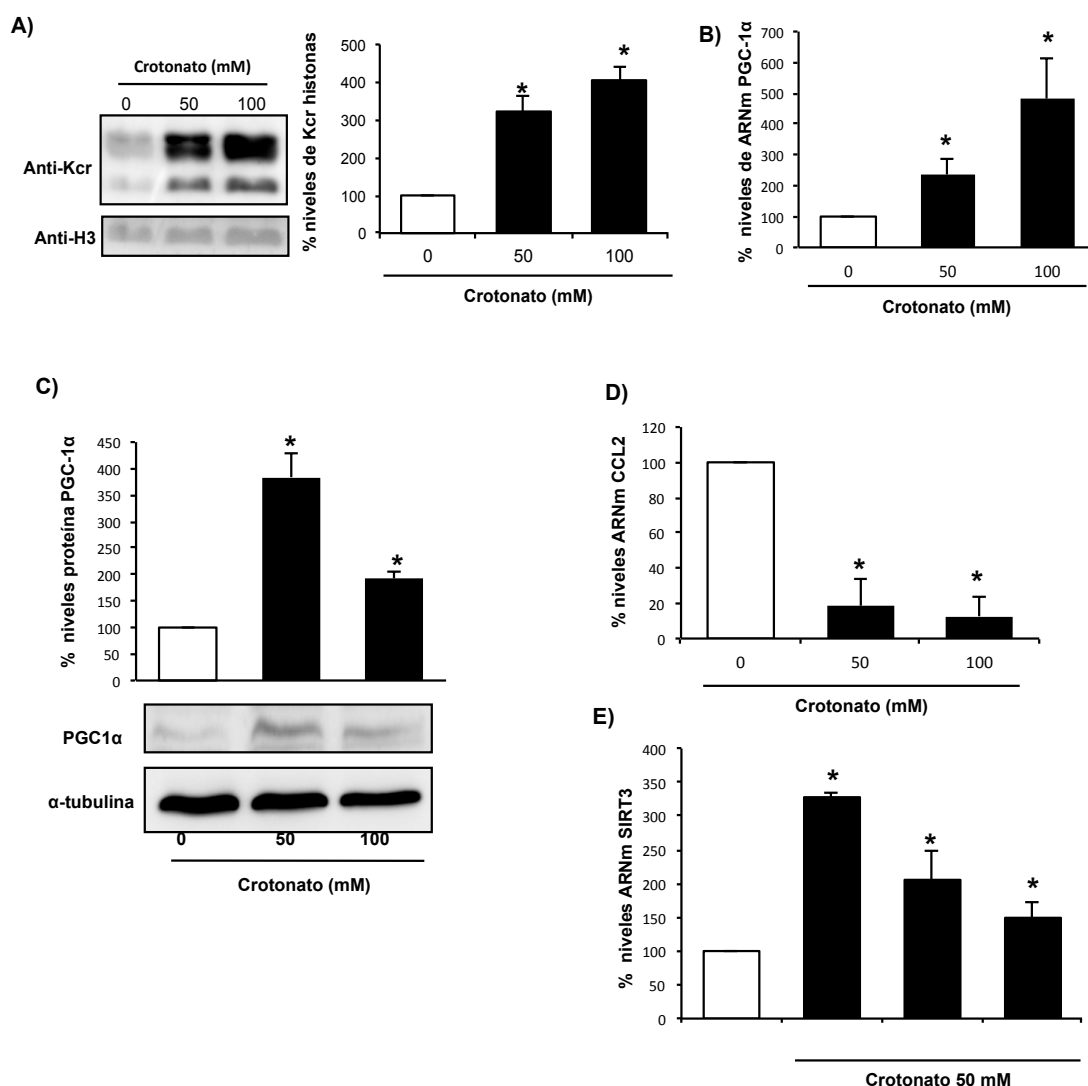 A)
Crotonato (mM)
0 50 100
Anti-Kcr
Anti-H3
% niveles de Kcr histonas
500
400
300
200
100
0
0 50 100
Crotonato (mM)
B)
% niveles de ARNm PGC-1α
700
600
500
400
300
200
100
0
* *
0 50 100
Crotonato (mM)
C)
% niveles proteína PGC-1α
450
400
350
300
250
200
150
100
50
0
* *
PGC1α
α-tubulina
0 50 100
Crotonato (mM)
D)
% niveles ARNm CCL2
120
100
80
60
40
20
0
* *
0 50 100
Crotonato (mM)
E)
% niveles ARNm SIRT3
400
350
300
250
200
150
100
50
0
* * *
Crotonato 50 mM